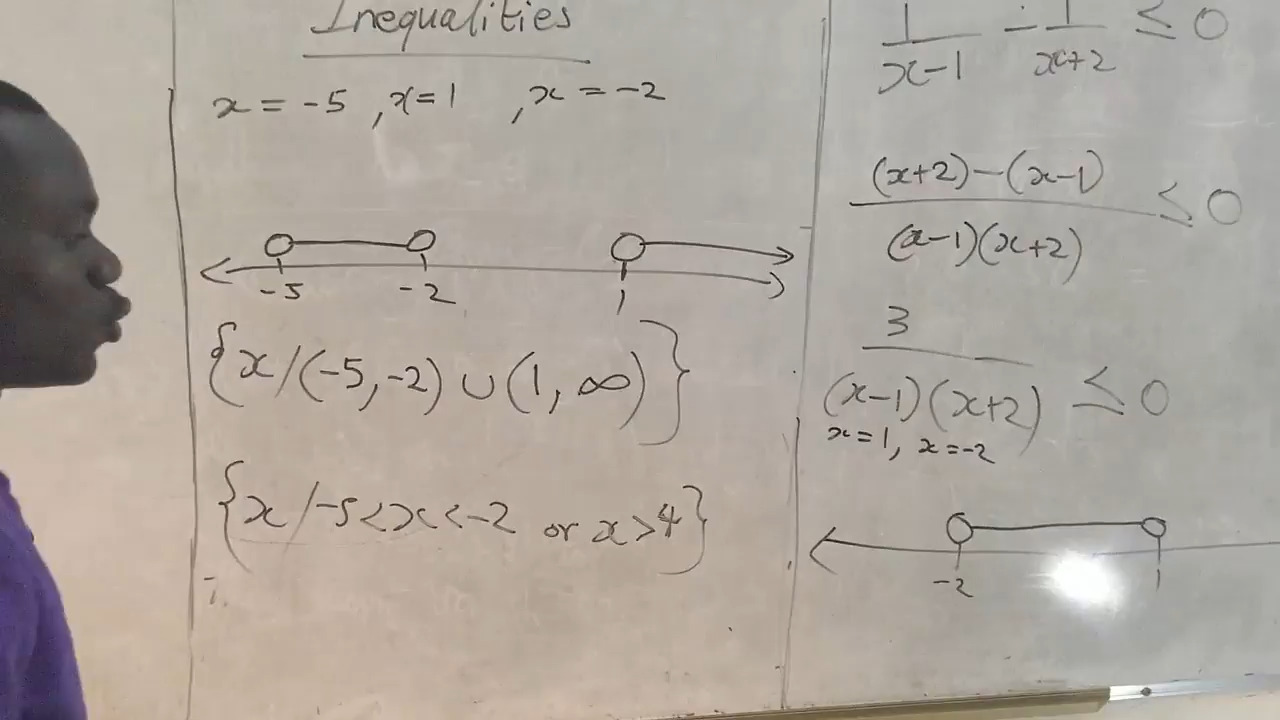 Inequalities
x = -5 , x = 1 , x = -2
-5 -2 1
{x/(-5, -2) ∪ (1, ∞)}
{x/-5 < x < -2 or x > 4}
1/(x-1) - 1/(x+2) ≤ 0
((x+2)-(x-1))/((x-1)(x+2)) ≤ 0
3/((x-1)(x+2)) ≤ 0
x = 1, x = -2
-2 1